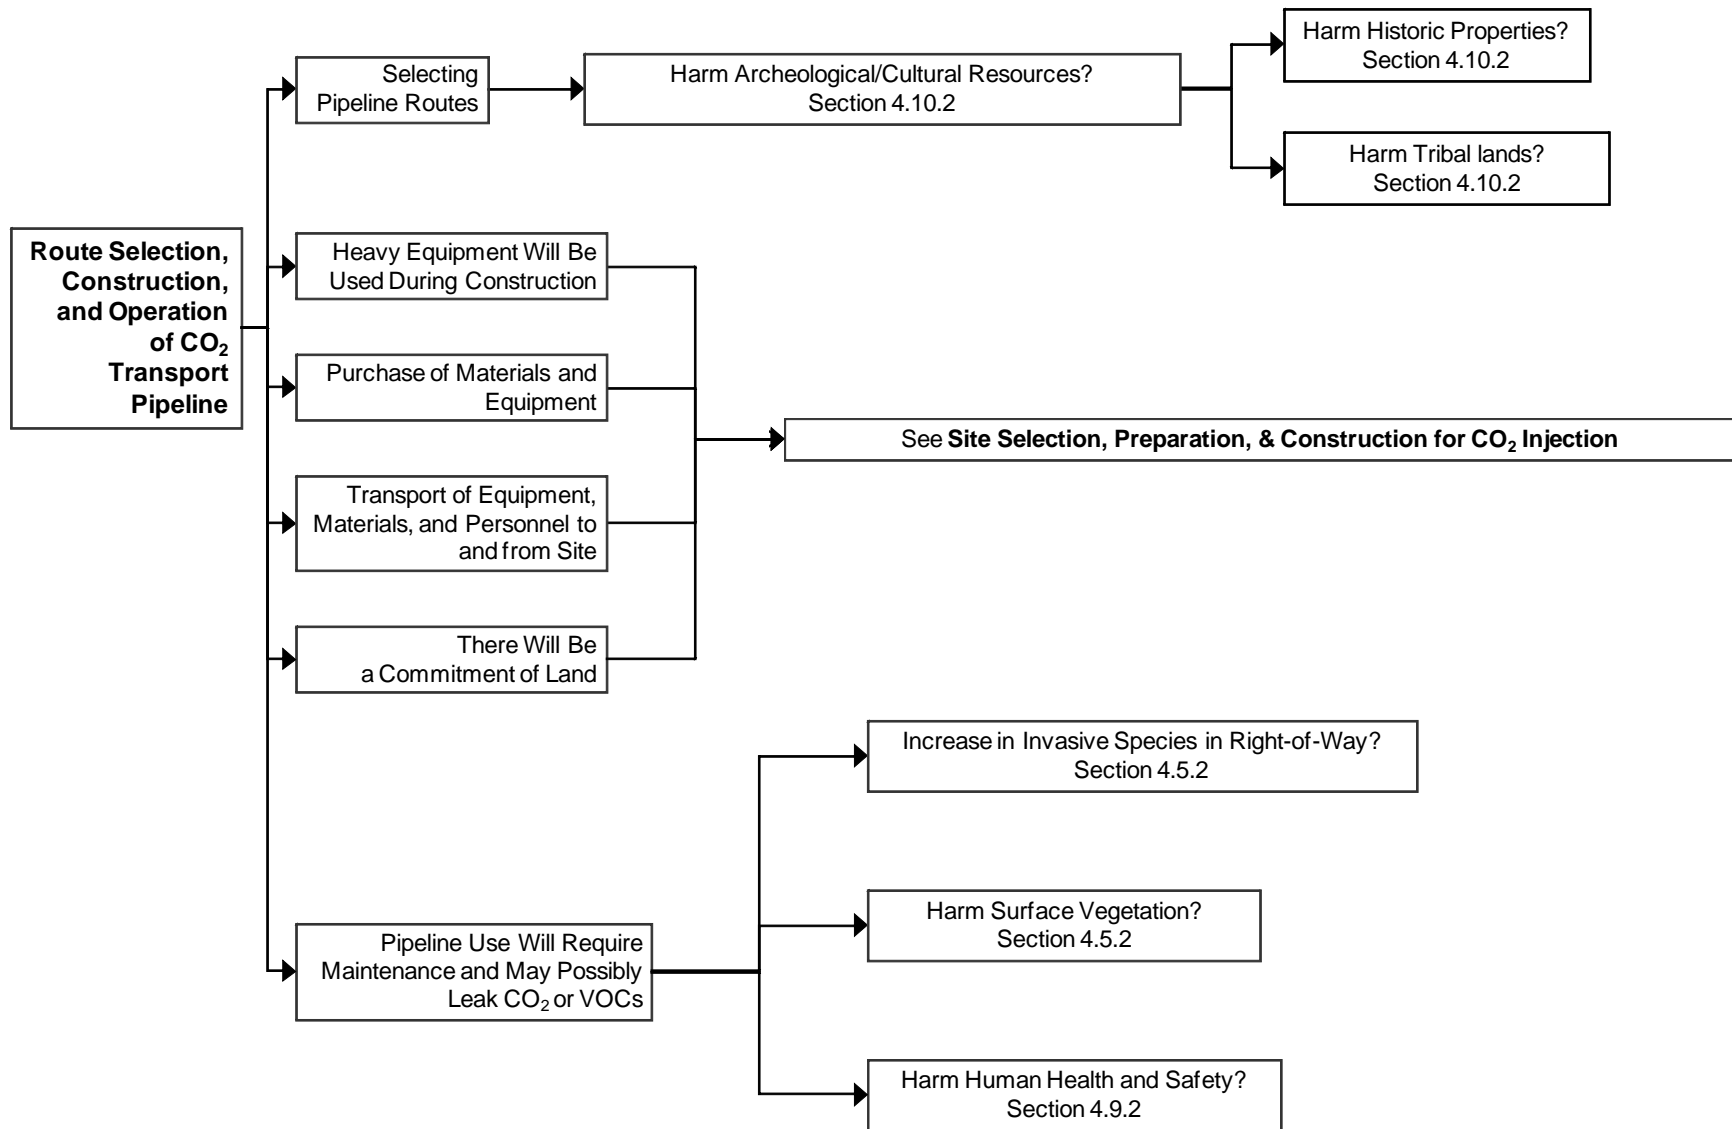 Route Selection,
Construction,
and Operation
of CO₂
Transport
Pipeline
Selecting
Pipeline Routes
Harm Archeological/Cultural Resources?
Section 4.10.2
Harm Historic Properties?
Section 4.10.2
Harm Tribal lands?
Section 4.10.2
Heavy Equipment Will Be
Used During Construction
Purchase of Materials and
Equipment
Transport of Equipment,
Materials, and Personnel to
and from Site
There Will Be
a Commitment of Land
See Site Selection, Preparation, & Construction for CO₂ Injection
Pipeline Use Will Require
Maintenance and May Possibly
Leak CO₂ or VOCs
Increase in Invasive Species in Right-of-Way?
Section 4.5.2
Harm Surface Vegetation?
Section 4.5.2
Harm Human Health and Safety?
Section 4.9.2